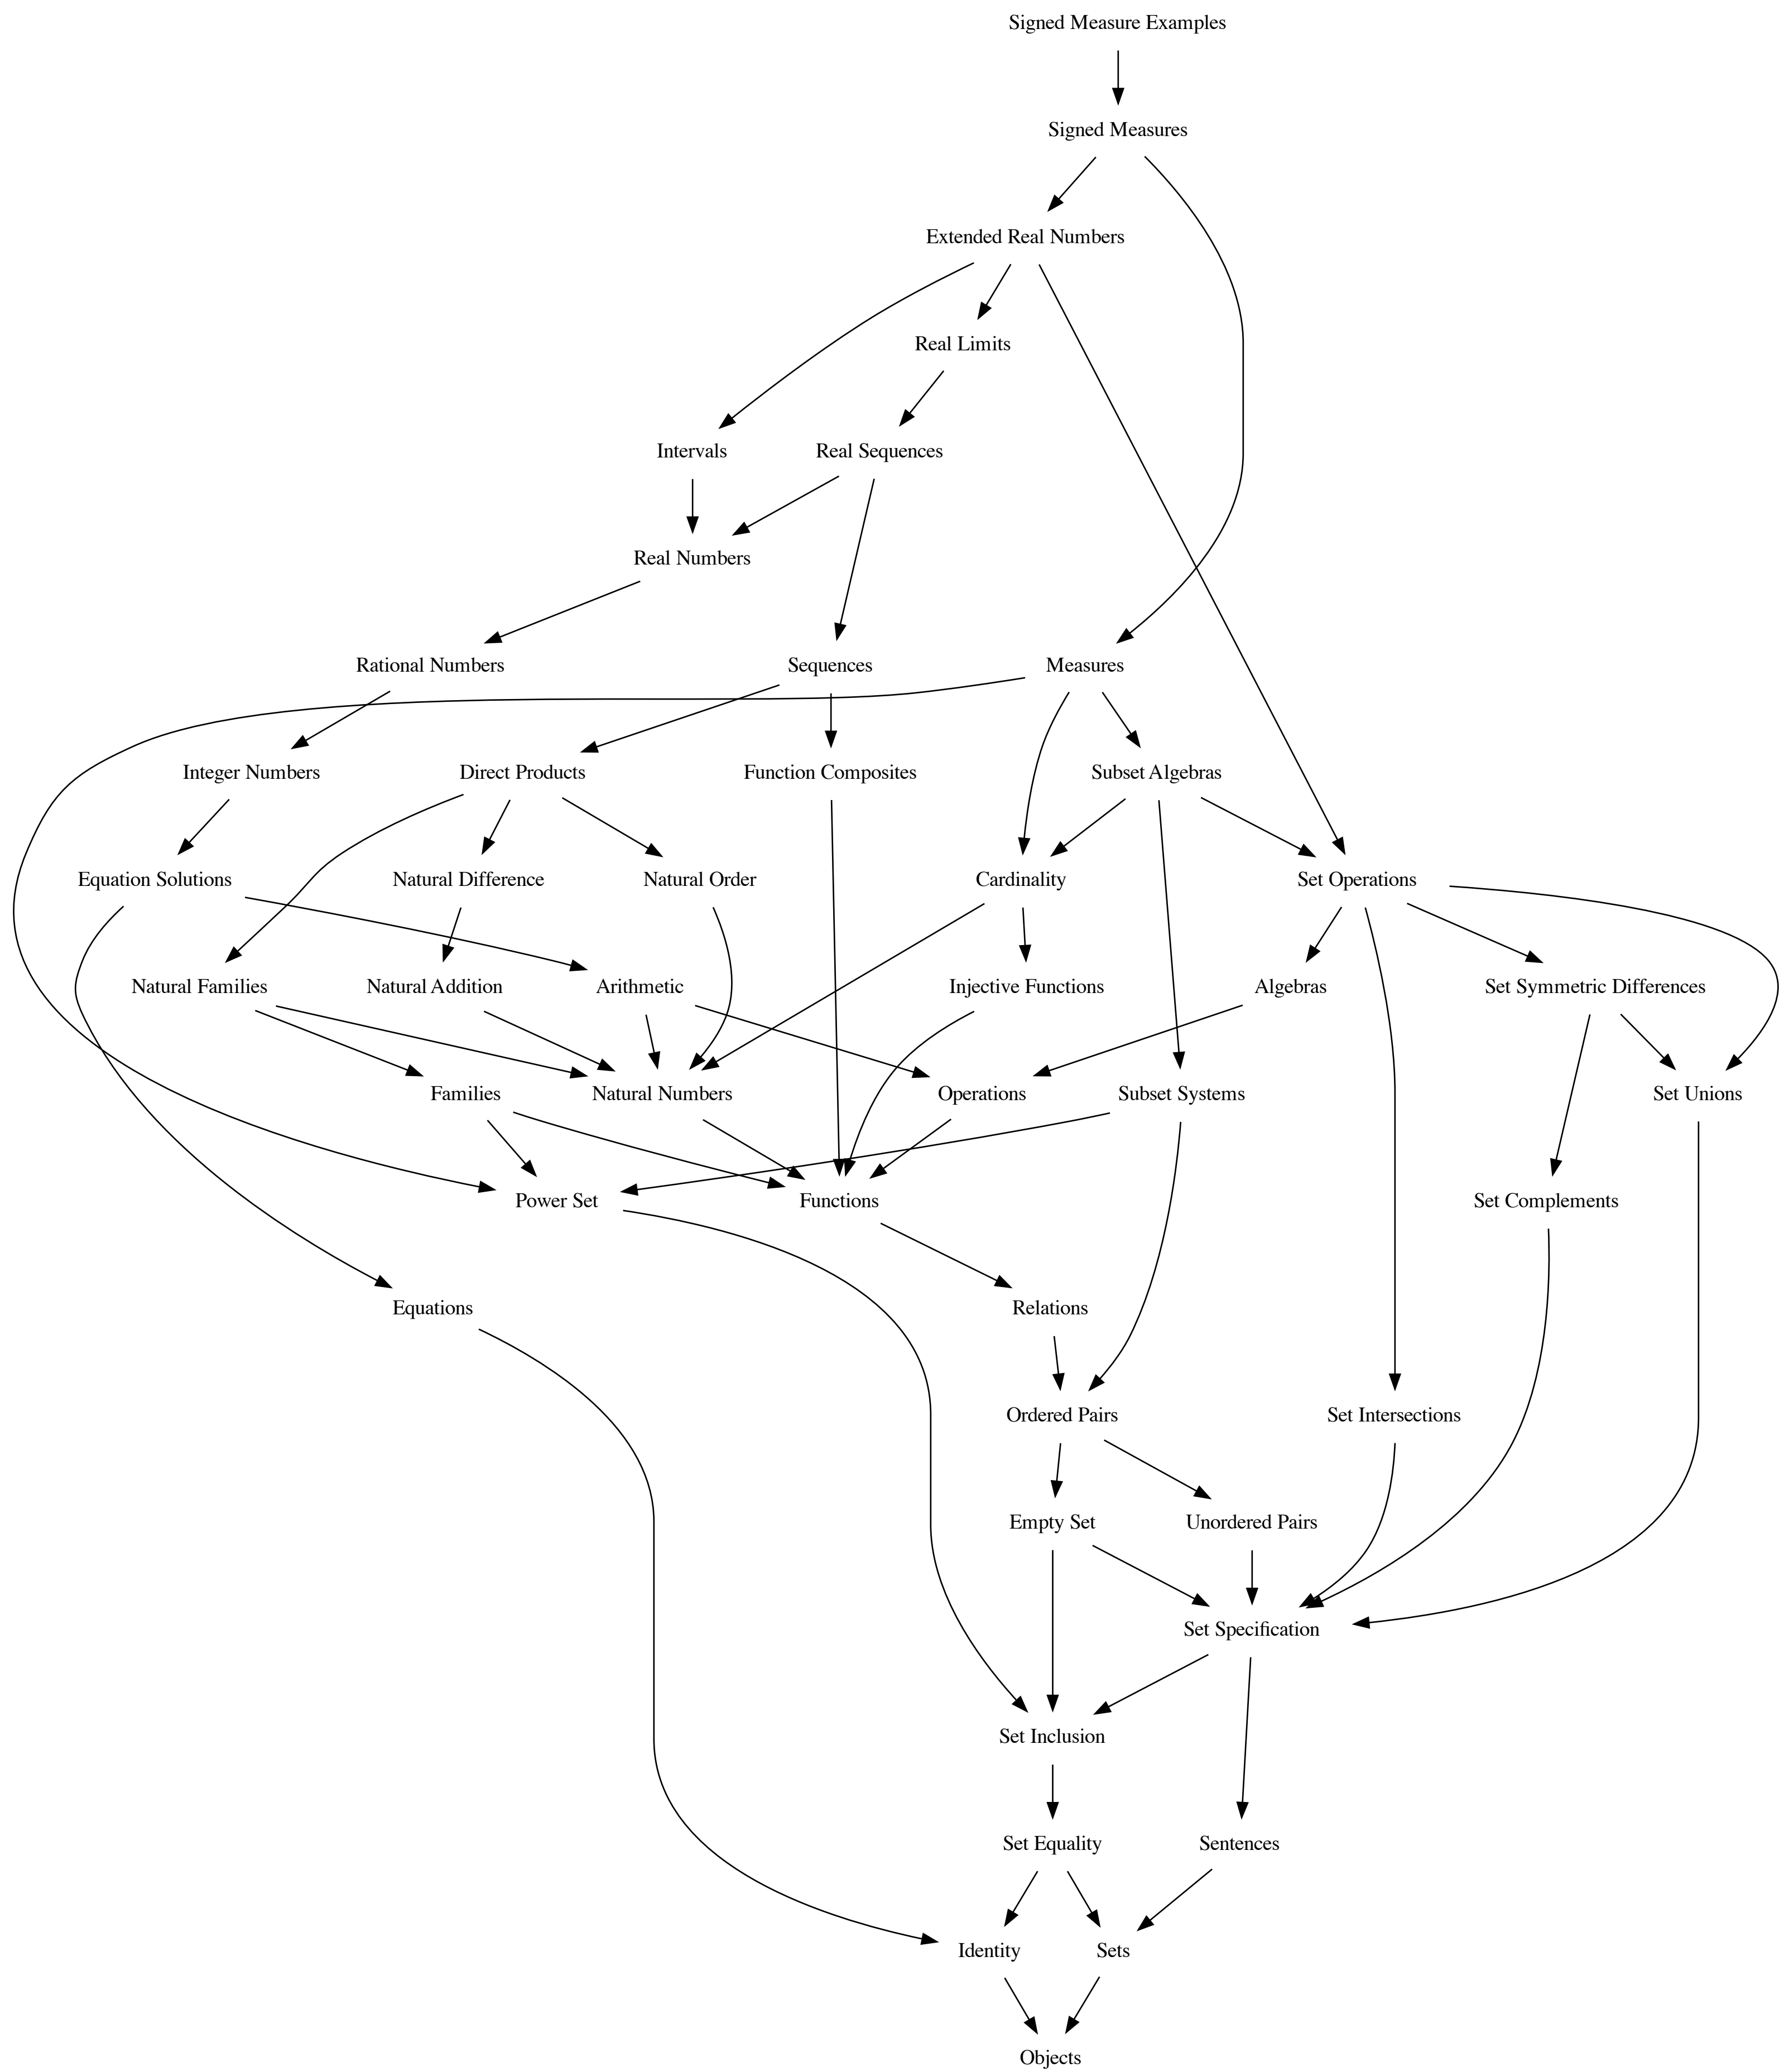 Signed Measure Examples
Signed Measures
Extended Real Numbers
Real Limits
Intervals
Real Sequences
Real Numbers
Rational Numbers
Sequences
Measures
Integer Numbers
Direct Products
Function Composites
Subset Algebras
Equation Solutions
Natural Difference
Natural Order
Cardinality
Set Operations
Natural Families
Natural Addition
Arithmetic
Injective Functions
Algebras
Set Symmetric Differences
Families
Natural Numbers
Operations
Subset Systems
Set Unions
Power Set
Functions
Set Complements
Equations
Relations
Ordered Pairs
Set Intersections
Empty Set
Unordered Pairs
Set Specification
Set Inclusion
Set Equality
Sentences
Identity
Sets
Objects